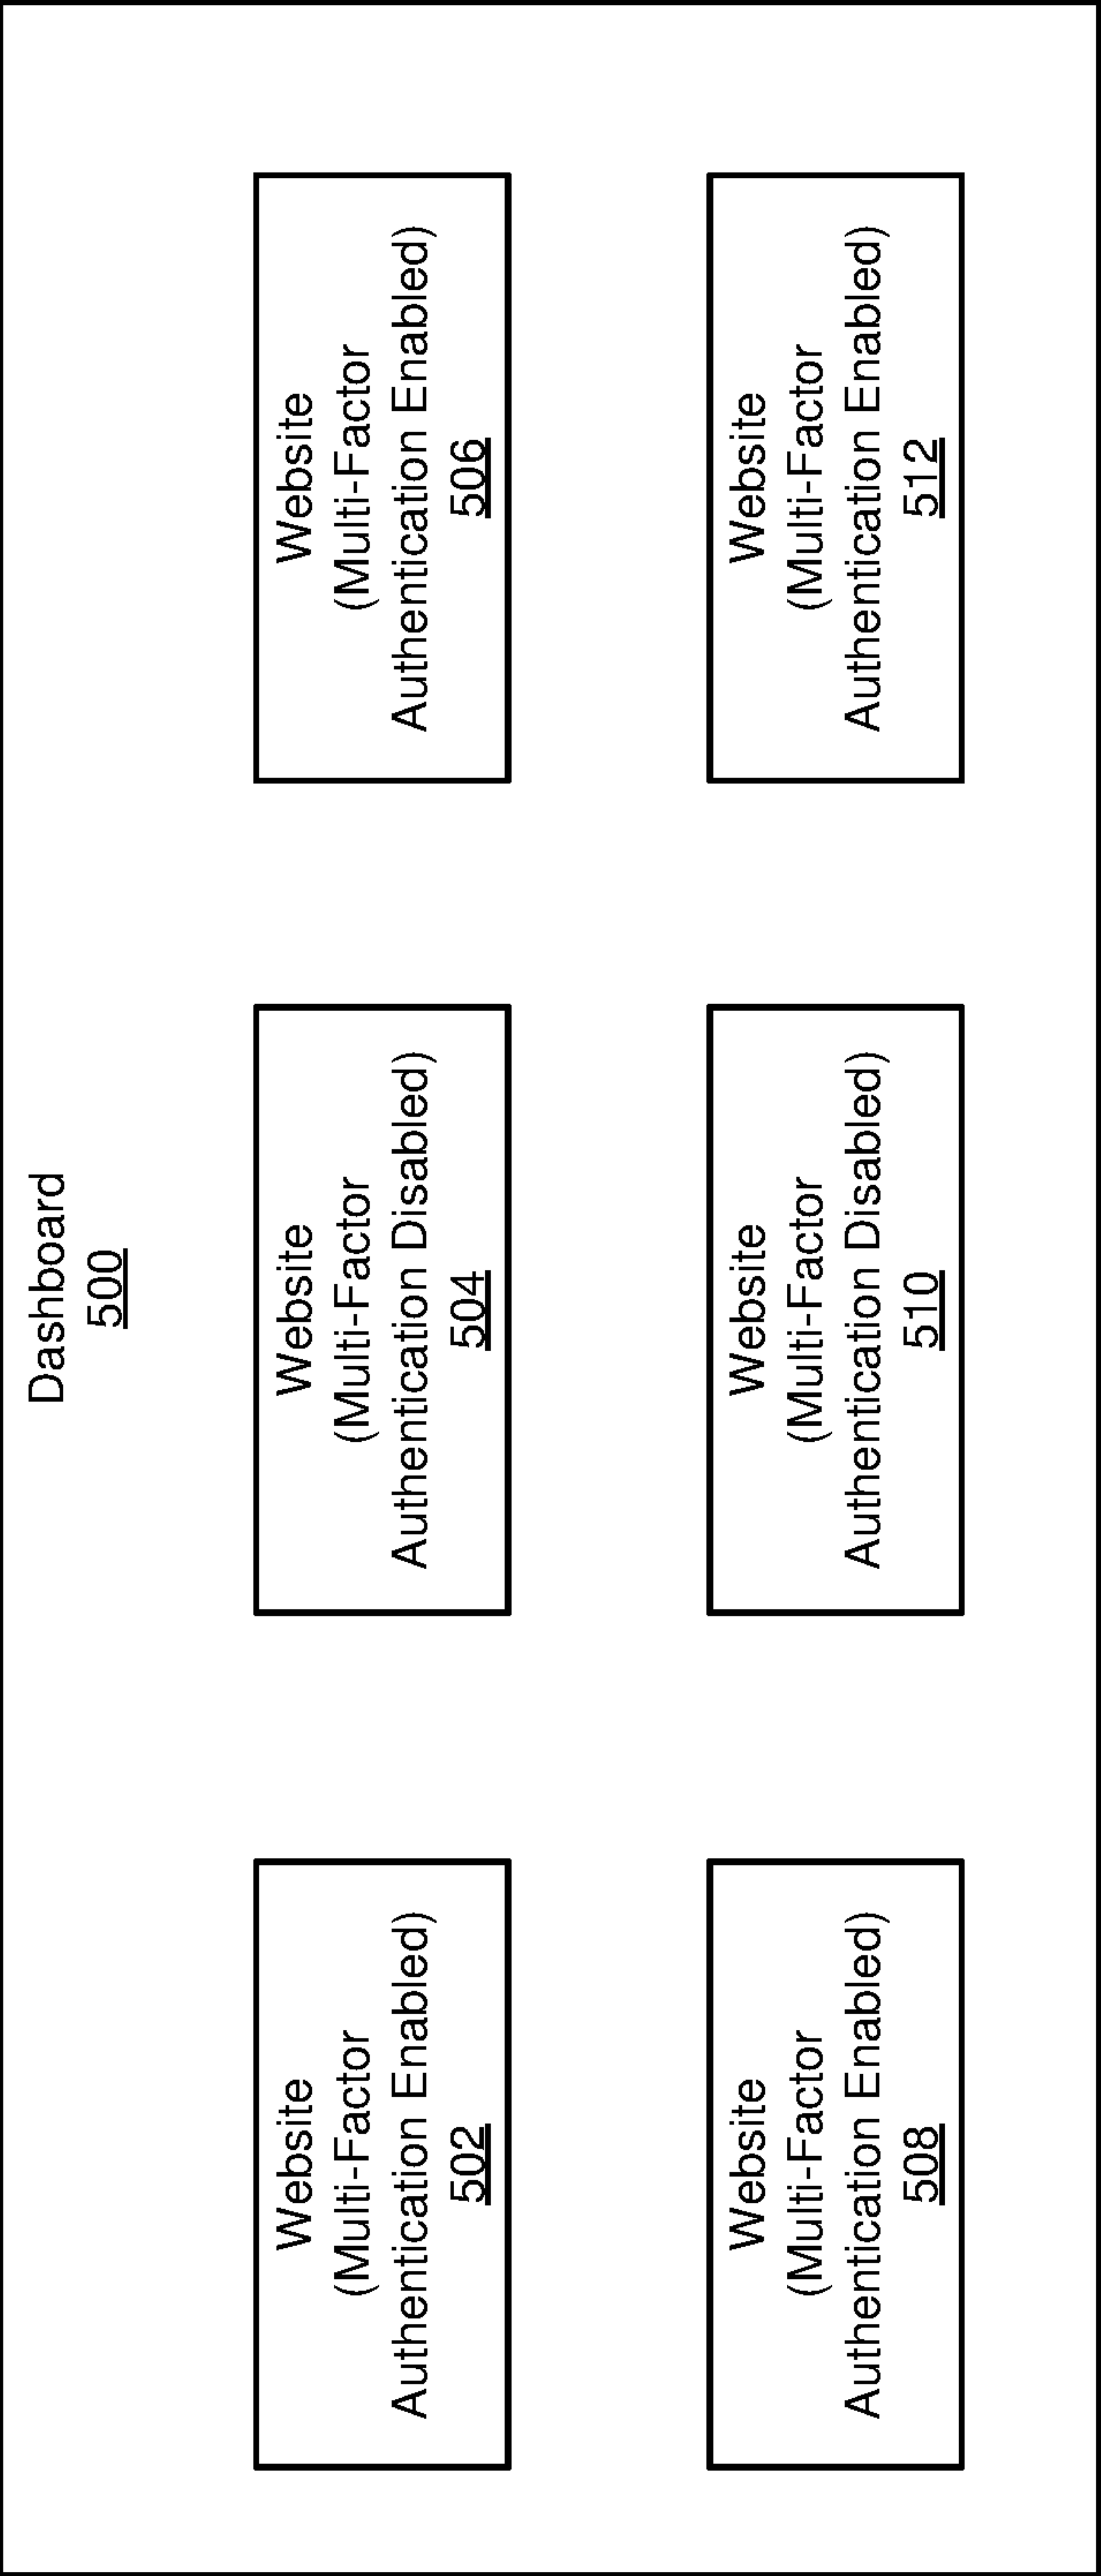 Dashboard
500
Website
(Multi-Factor
Authentication Enabled)
502
Website
(Multi-Factor
Authentication Disabled)
504
Website
(Multi-Factor
Authentication Enabled)
506
Website
(Multi-Factor
Authentication Enabled)
508
Website
(Multi-Factor
Authentication Disabled)
510
Website
(Multi-Factor
Authentication Enabled)
512